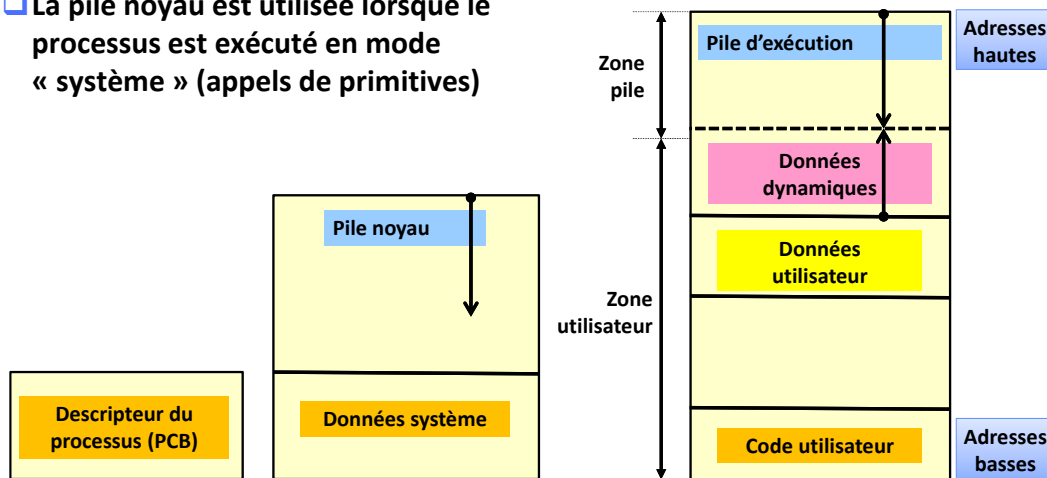 La pile noyau est utilisée lorsque le
processus est exécuté en mode
« système » (appels de primitives)
Zone
pile
Pile d'exécution
Adresses
hautes
Données
dynamiques
Pile noyau
Données
utilisateur
Zone
utilisateur
Descripteur du
processus (PCB)
Données système
Code utilisateur
Adresses
basses